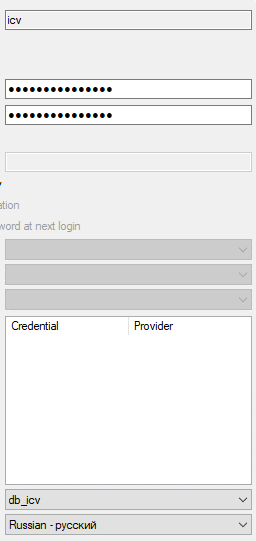 icv
●●●●●●●●●●●●●●●
●●●●●●●●●●●●●●●
ation
word at next login
Credential Provider
db_icv
Russian - русский